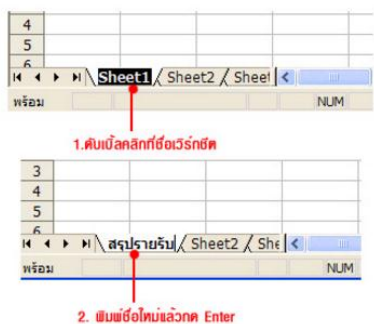 4
5
6
Sheet1 Sheet2 Sheet
พร้อม NUM
1.ดับเบิ้ลคลิกที่ชื่อเวิร์กชีต
3
4
5
6
สรุปรายรับ Sheet2 She
พร้อม NUM
2. พิมพ์ชื่อใหม่แล้วกด Enter